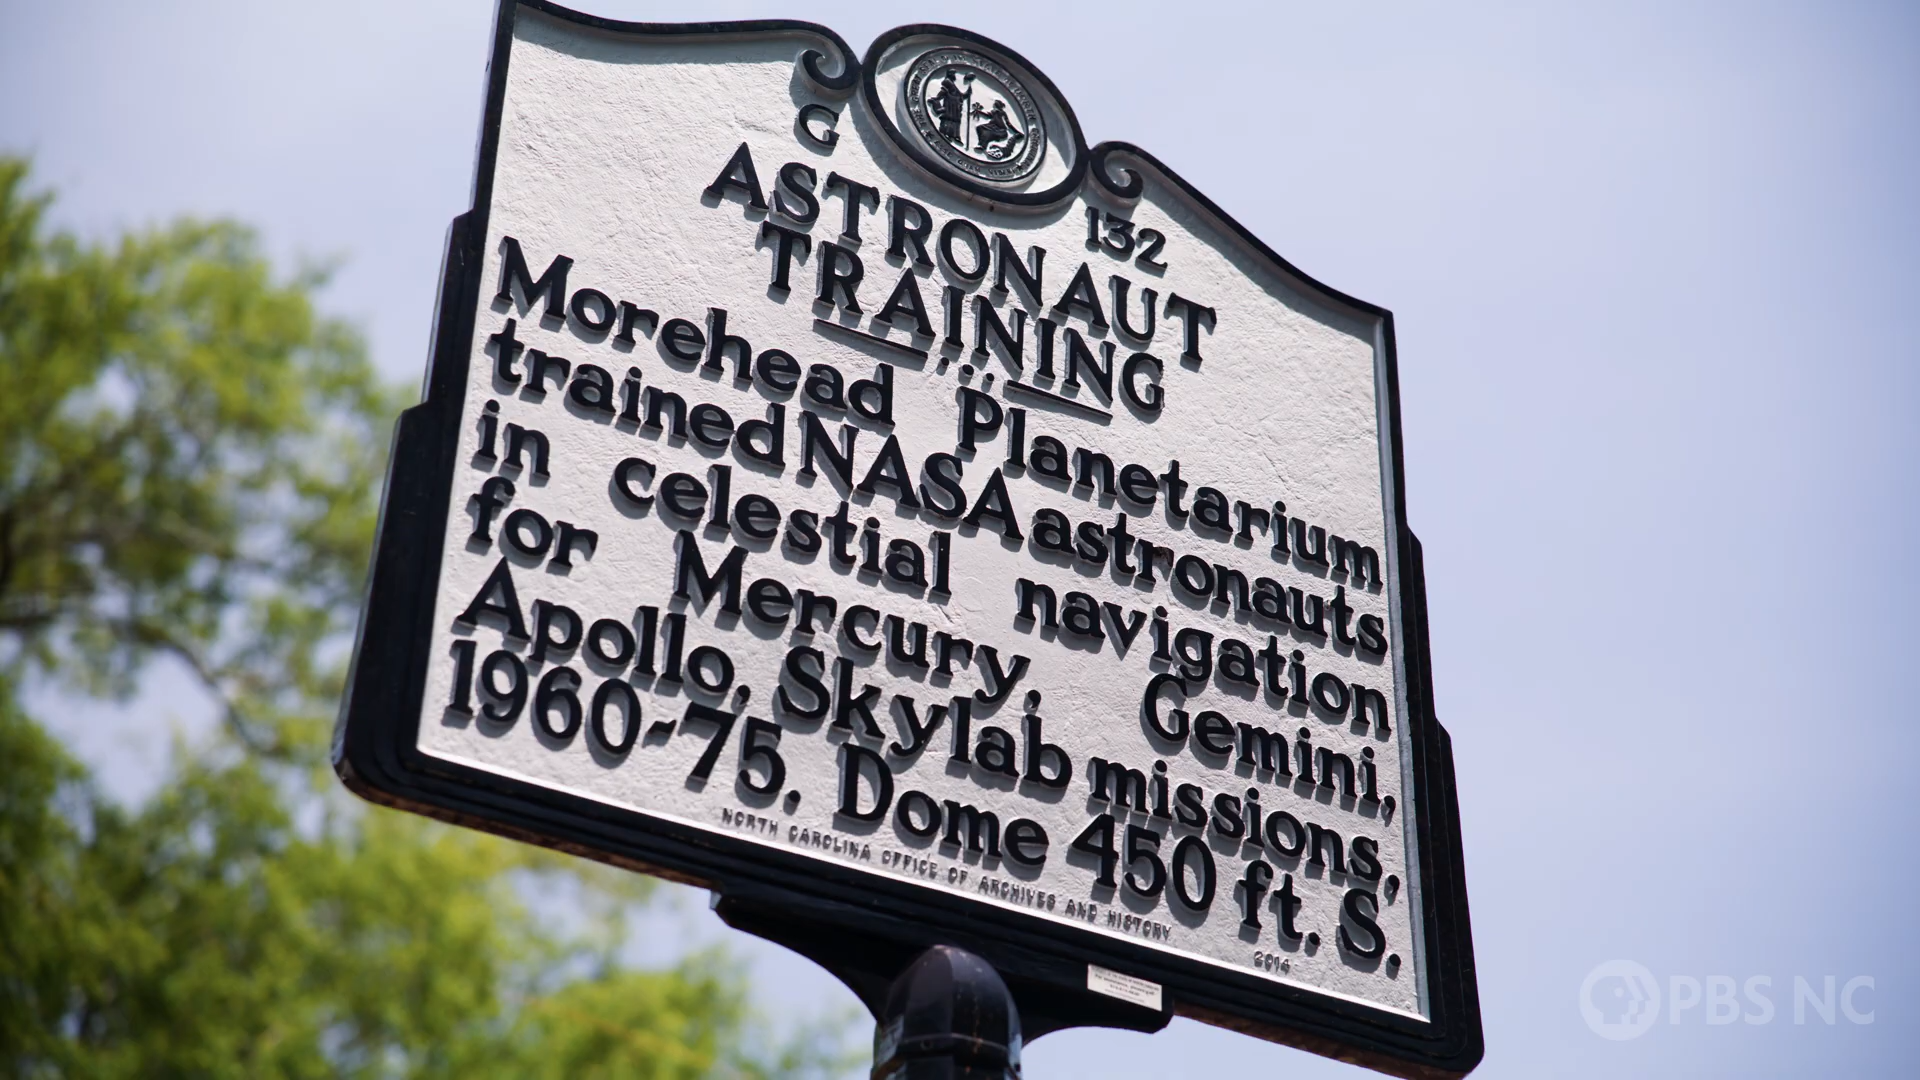 G 132
ASTRONAUT
TRAINING
Morehead Planetarium
trained NASA astronauts
in celestial navigation
for Mercury, Gemini,
Apollo, Skylab missions,
1960-75. Dome 450 ft. S.
NORTH CAROLINA OFFICE OF ARCHIVES AND HISTORY
2014
PBS NC